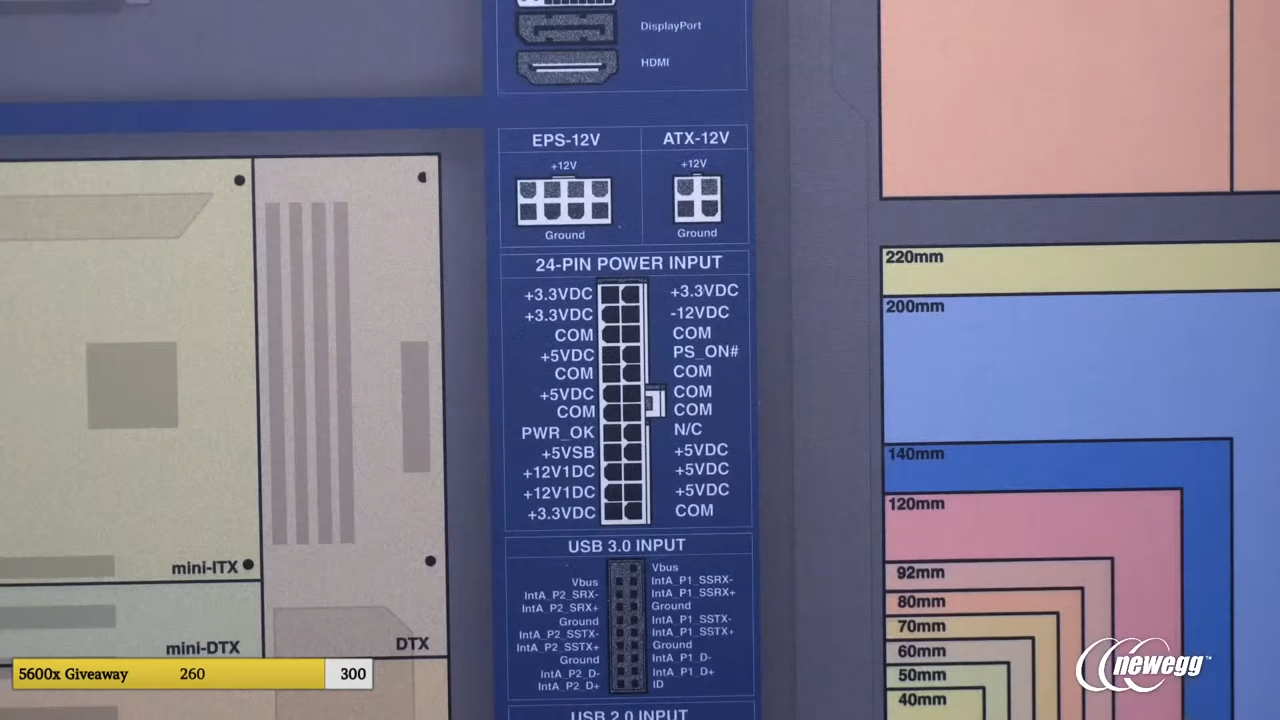 DisplayPort
HDMI
EPS-12V
ATX-12V
+12V
+12V
Ground
Ground
24-PIN POWER INPUT
+3.3VDC +3.3VDC
+3.3VDC -12VDC
COM COM
+5VDC PS_ON#
COM COM
+5VDC COM
COM COM
PWR_OK N/C
+5VSB +5VDC
+12V1DC +5VDC
+12V1DC +5VDC
+3.3VDC COM
USB 3.0 INPUT
Vbus
Vbus IntA_P1_SSRX-
IntA_P2_SRX- IntA_P1_SSRX+
IntA_P2_SRX+ Ground
Ground IntA_P1_SSTX-
IntA_P2_SSTX- IntA_P1_SSTX+
IntA_P2_SSTX+ Ground
Ground IntA_P1_D-
IntA_P2_D- IntA_P1_D+
IntA_P2_D+ ID
USB 2.0 INPUT
mini-ITX
mini-DTX
DTX
220mm
200mm
140mm
120mm
92mm
80mm
70mm
60mm
50mm
40mm
5600x Giveaway 260 300
newegg™